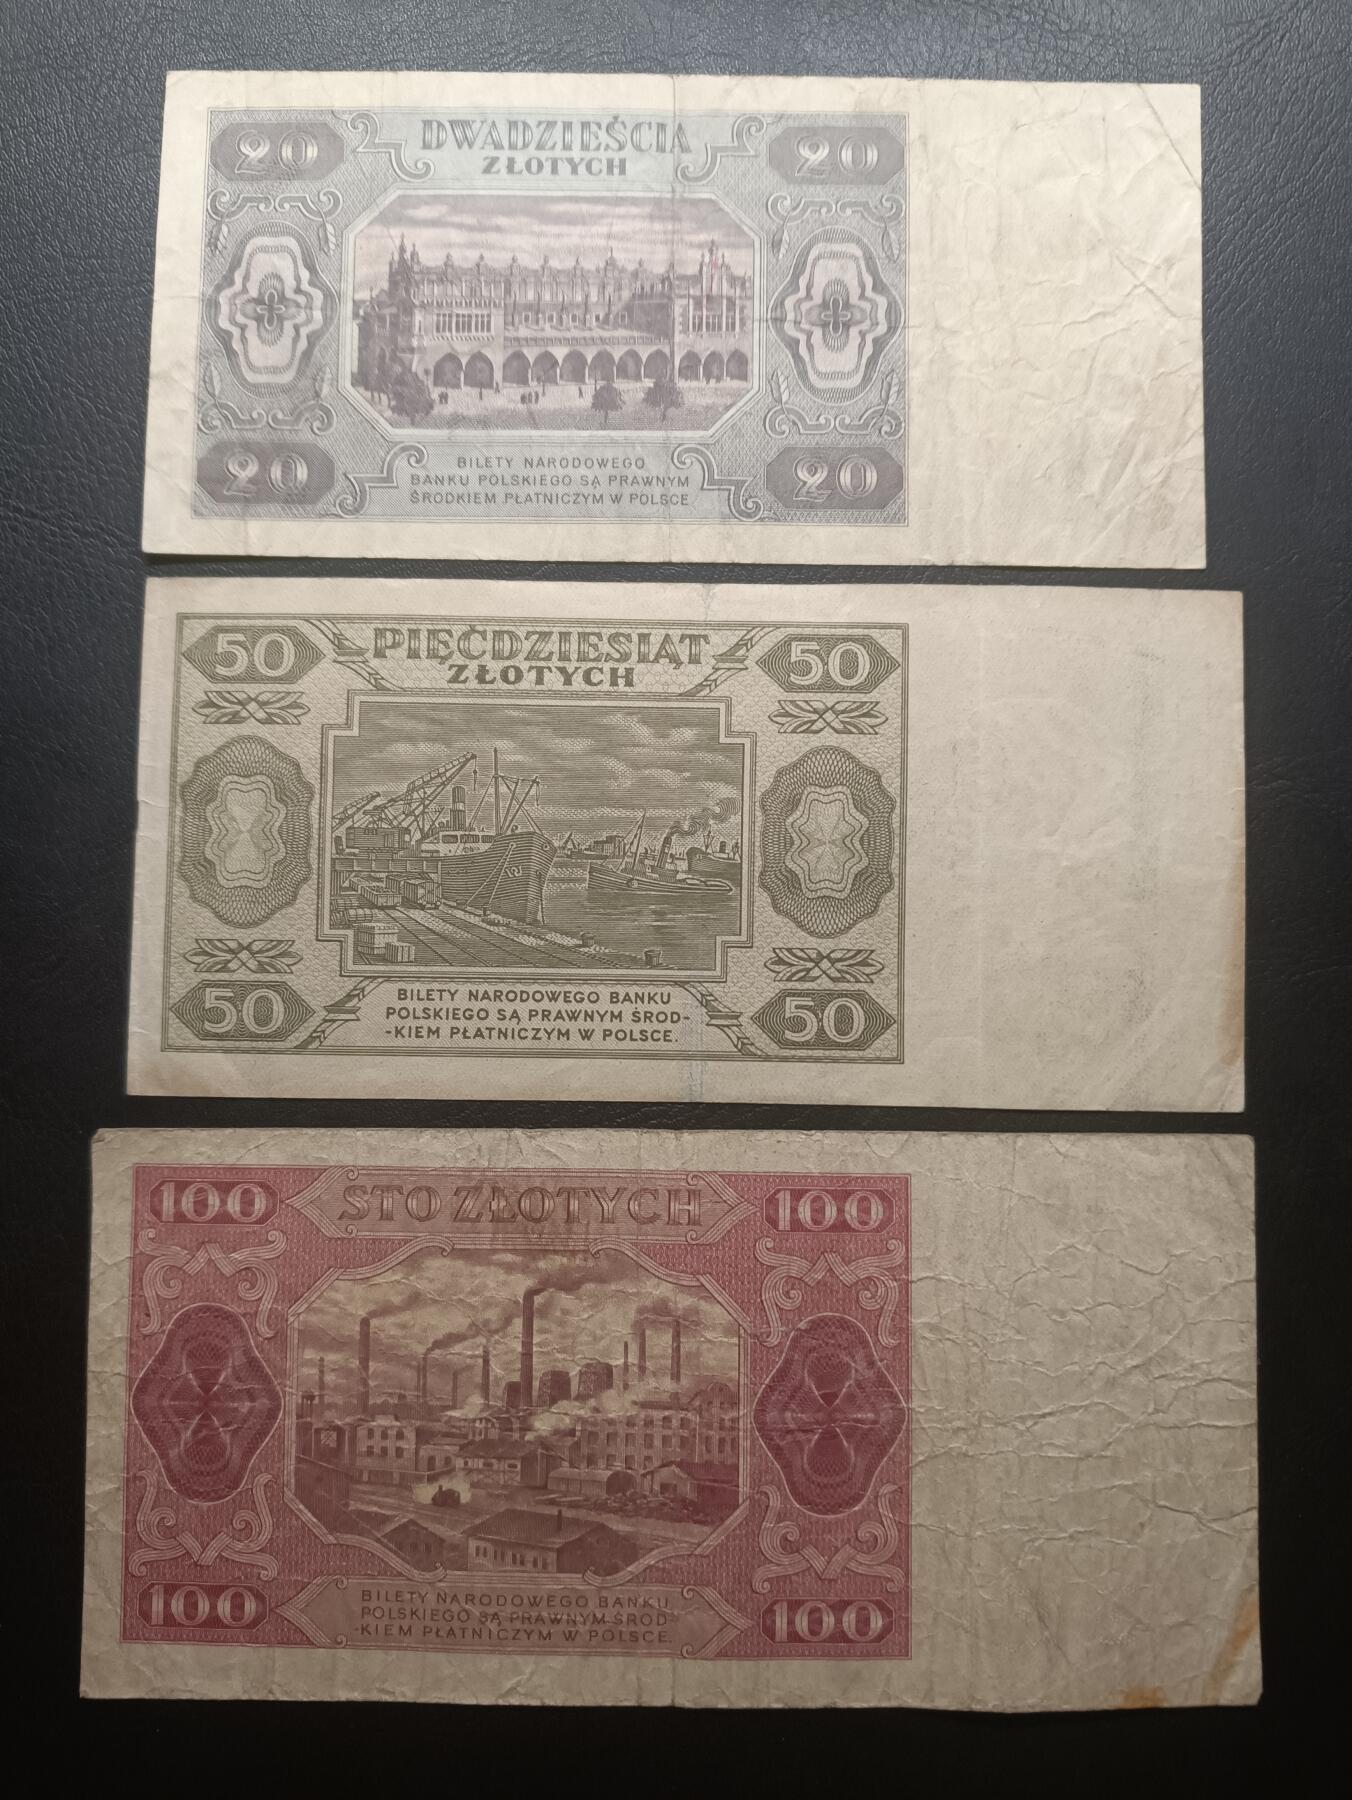 20 DWADZIEŚCIA 20
ZŁOTYCH
20 BILETY NARODOWEGO 20
BANKU POLSKIEGO SĄ PRAWNYM
ŚRODKIEM PŁATNICZYM W POLSCE
50 PIĘĆDZIESIĄT 50
ZŁOTYCH
BILETY NARODOWEGO BANKU
50 POLSKIEGO SĄ PRAWNYM ŚROD- 50
-KIEM PŁATNICZYM W POLSCE.
100 STO ZŁOTYCH 100
BILETY NARODOWEGO BANKU
100 POLSKIEGO SĄ PRAWNYM ŚROD- 100
-KIEM PŁATNICZYM W POLSCE.